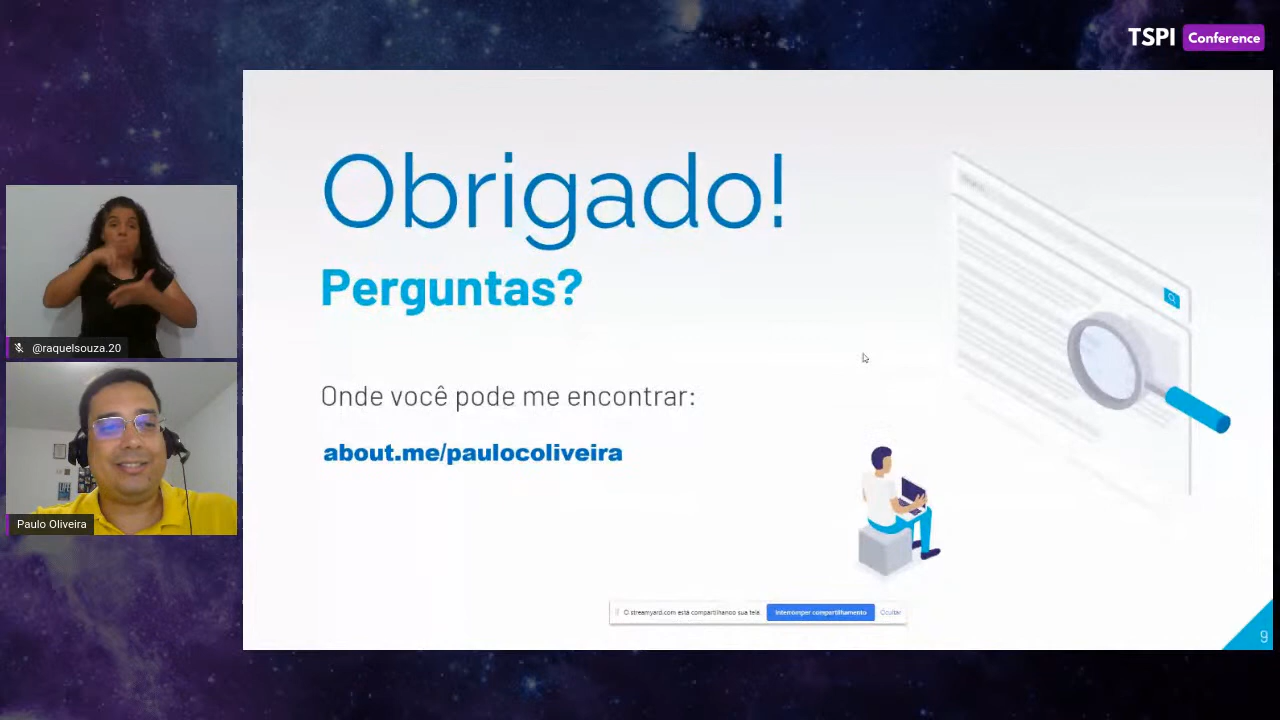 TSPI Conference
Obrigado!
Perguntas?
Onde você pode me encontrar:
about.me/paulocoliveira
@raquelsouza.20
Paulo Oliveira
O streamyard.com está compartilhando sua tela
Interromper compartilhamento
Ocultar
9